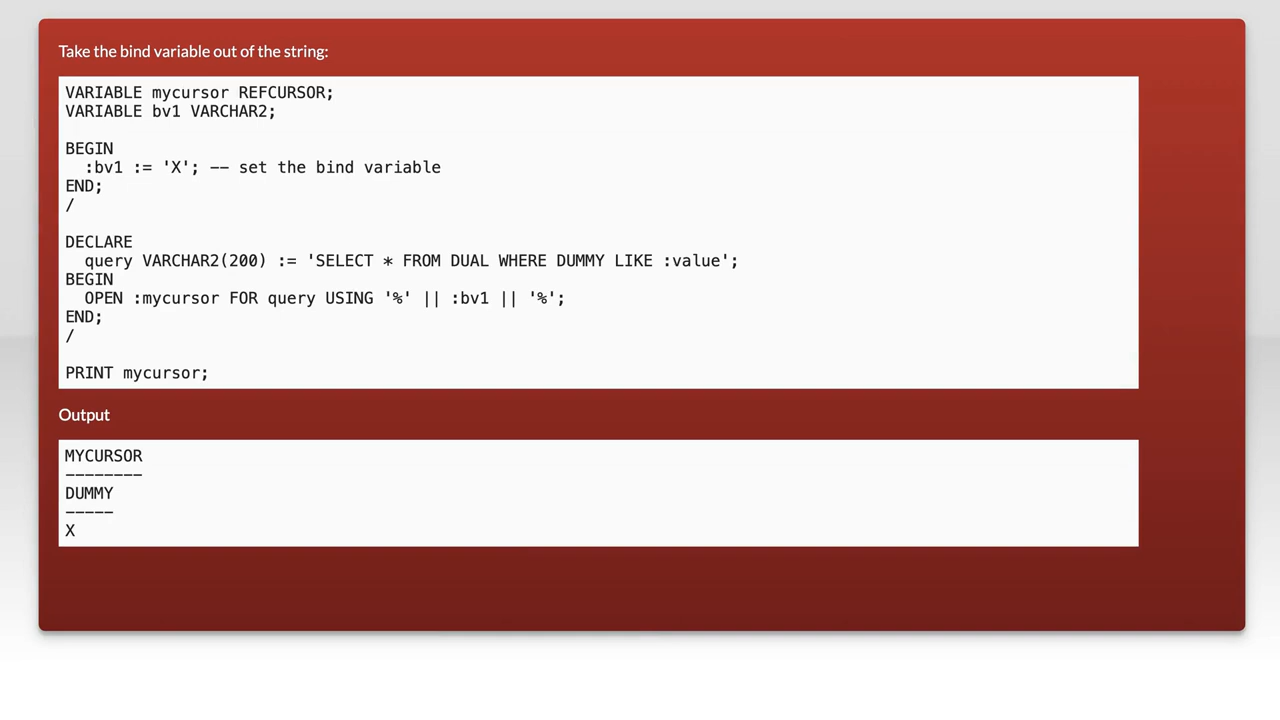 Take the bind variable out of the string:
VARIABLE mycursor REFCURSOR;
VARIABLE bv1 VARCHAR2;
BEGIN
  :bv1 := 'X'; -- set the bind variable
END;
/
DECLARE
  query VARCHAR2(200) := 'SELECT * FROM DUAL WHERE DUMMY LIKE :value';
BEGIN
  OPEN :mycursor FOR query USING '%' || :bv1 || '%';
END;
/
PRINT mycursor;
Output
MYCURSOR
--------
DUMMY
-----
X